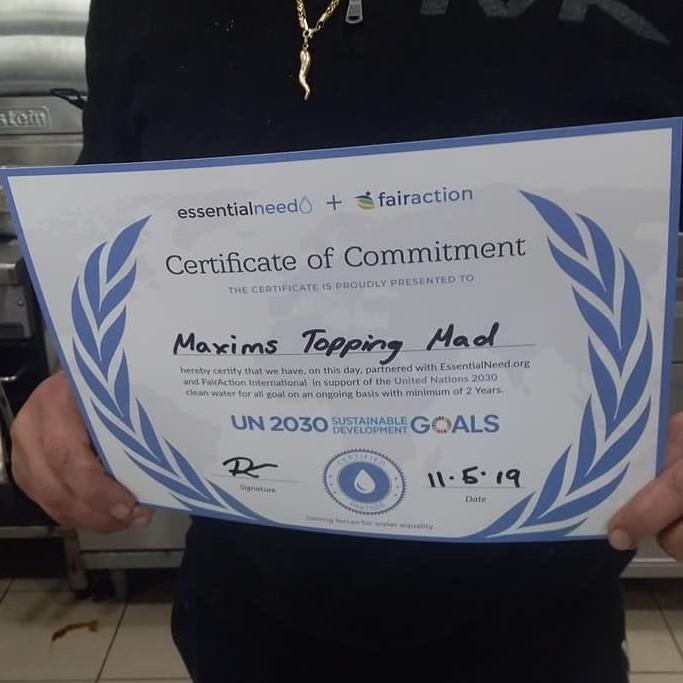 stein
essentialneed + fairaction
Certificate of Commitment
THE CERTIFICATE IS PROUDLY PRESENTED TO
Maxims Topping Mad
hereby certify that we have, on this day, partnered with EssentialNeed.org
and FairAction International in support of the United Nations 2030
clean water for all goal on an ongoing basis with minimum of 2 Years.
UN 2030 SUSTAINABLE DEVELOPMENT GOALS
CERTIFIED
PARTNER
11.5.19
Signature
Date
Joining forces for water equality